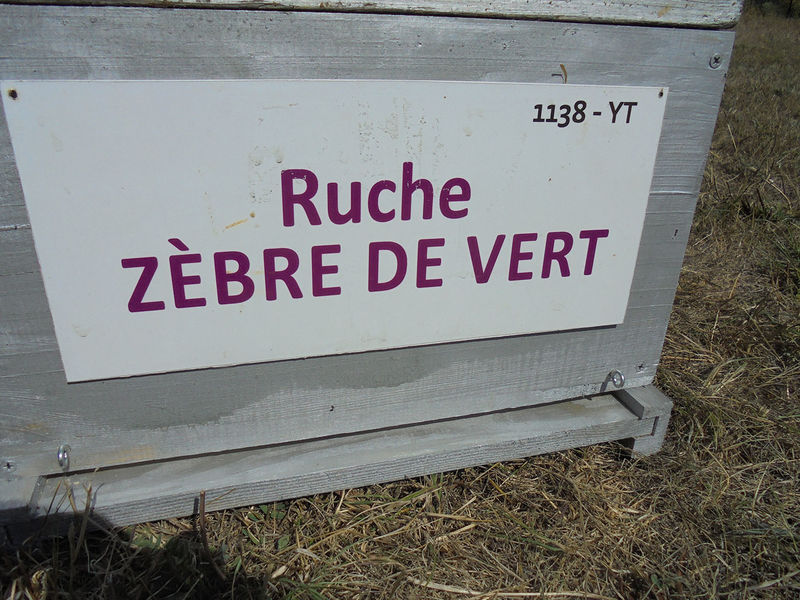 1138 - YT
Ruche
ZÈBRE DE VERT